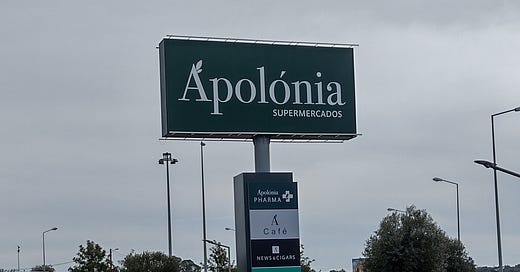 Apolónia
SUPERMERCADOS
Apolónia
PHARMA
A
Café
NEWS&CIGARS